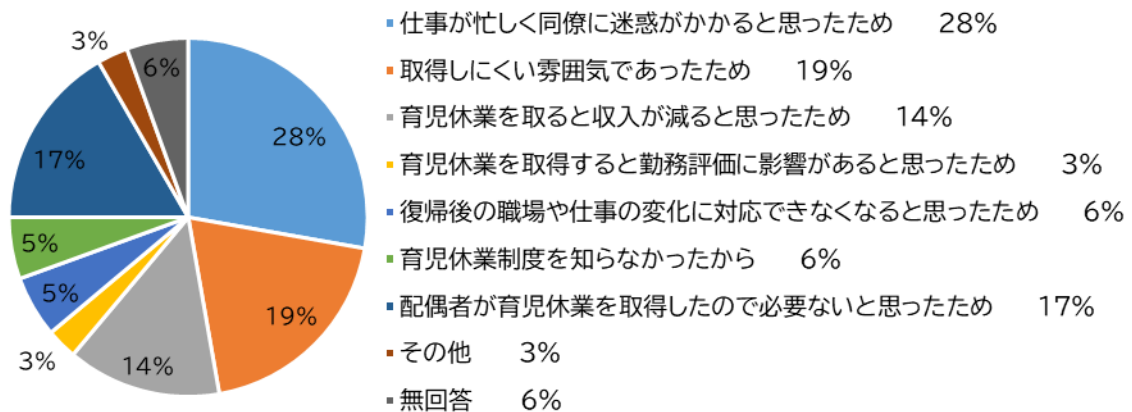 3%
6%
28%
17%
5%
19%
5%
3%
14%
仕事が忙しく同僚に迷惑がかかると思ったため 28%
取得しにくい雰囲気であったため 19%
育児休業を取ると収入が減ると思ったため 14%
育児休業を取得すると勤務評価に影響があると思ったため 3%
復帰後の職場や仕事の変化に対応できなくなると思ったため 6%
育児休業制度を知らなかったから 6%
配偶者が育児休業を取得したので必要ないと思ったため 17%
その他 3%
無回答 6%